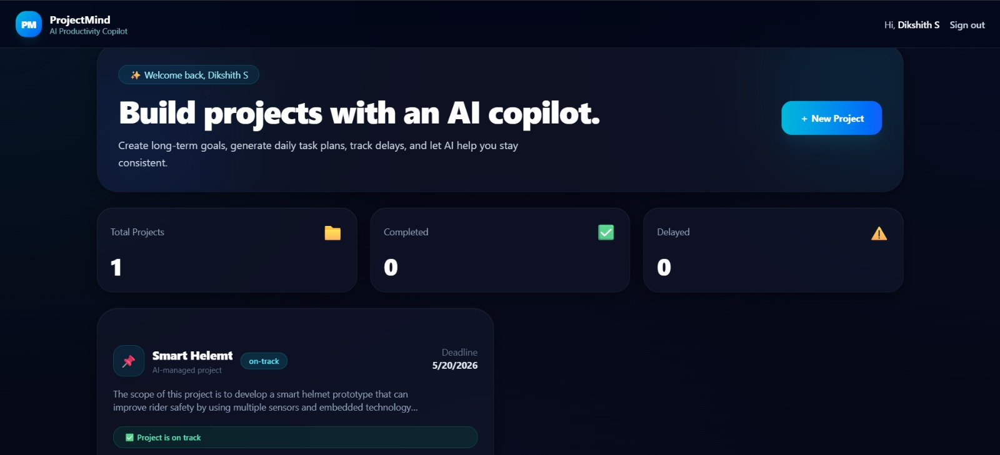 PM
ProjectMind
AI Productivity Copilot
Hi, Dikshith S
Sign out
✨ Welcome back, Dikshith S
Build projects with an AI copilot.
Create long-term goals, generate daily task plans, track delays, and let AI help you stay
consistent.
+ New Project
Total Projects
1
Completed
0
Delayed
0
Smart Helemt
on-track
AI-managed project
Deadline
5/20/2026
The scope of this project is to develop a smart helmet prototype that can
improve rider safety by using multiple sensors and embedded technology...
✅ Project is on track